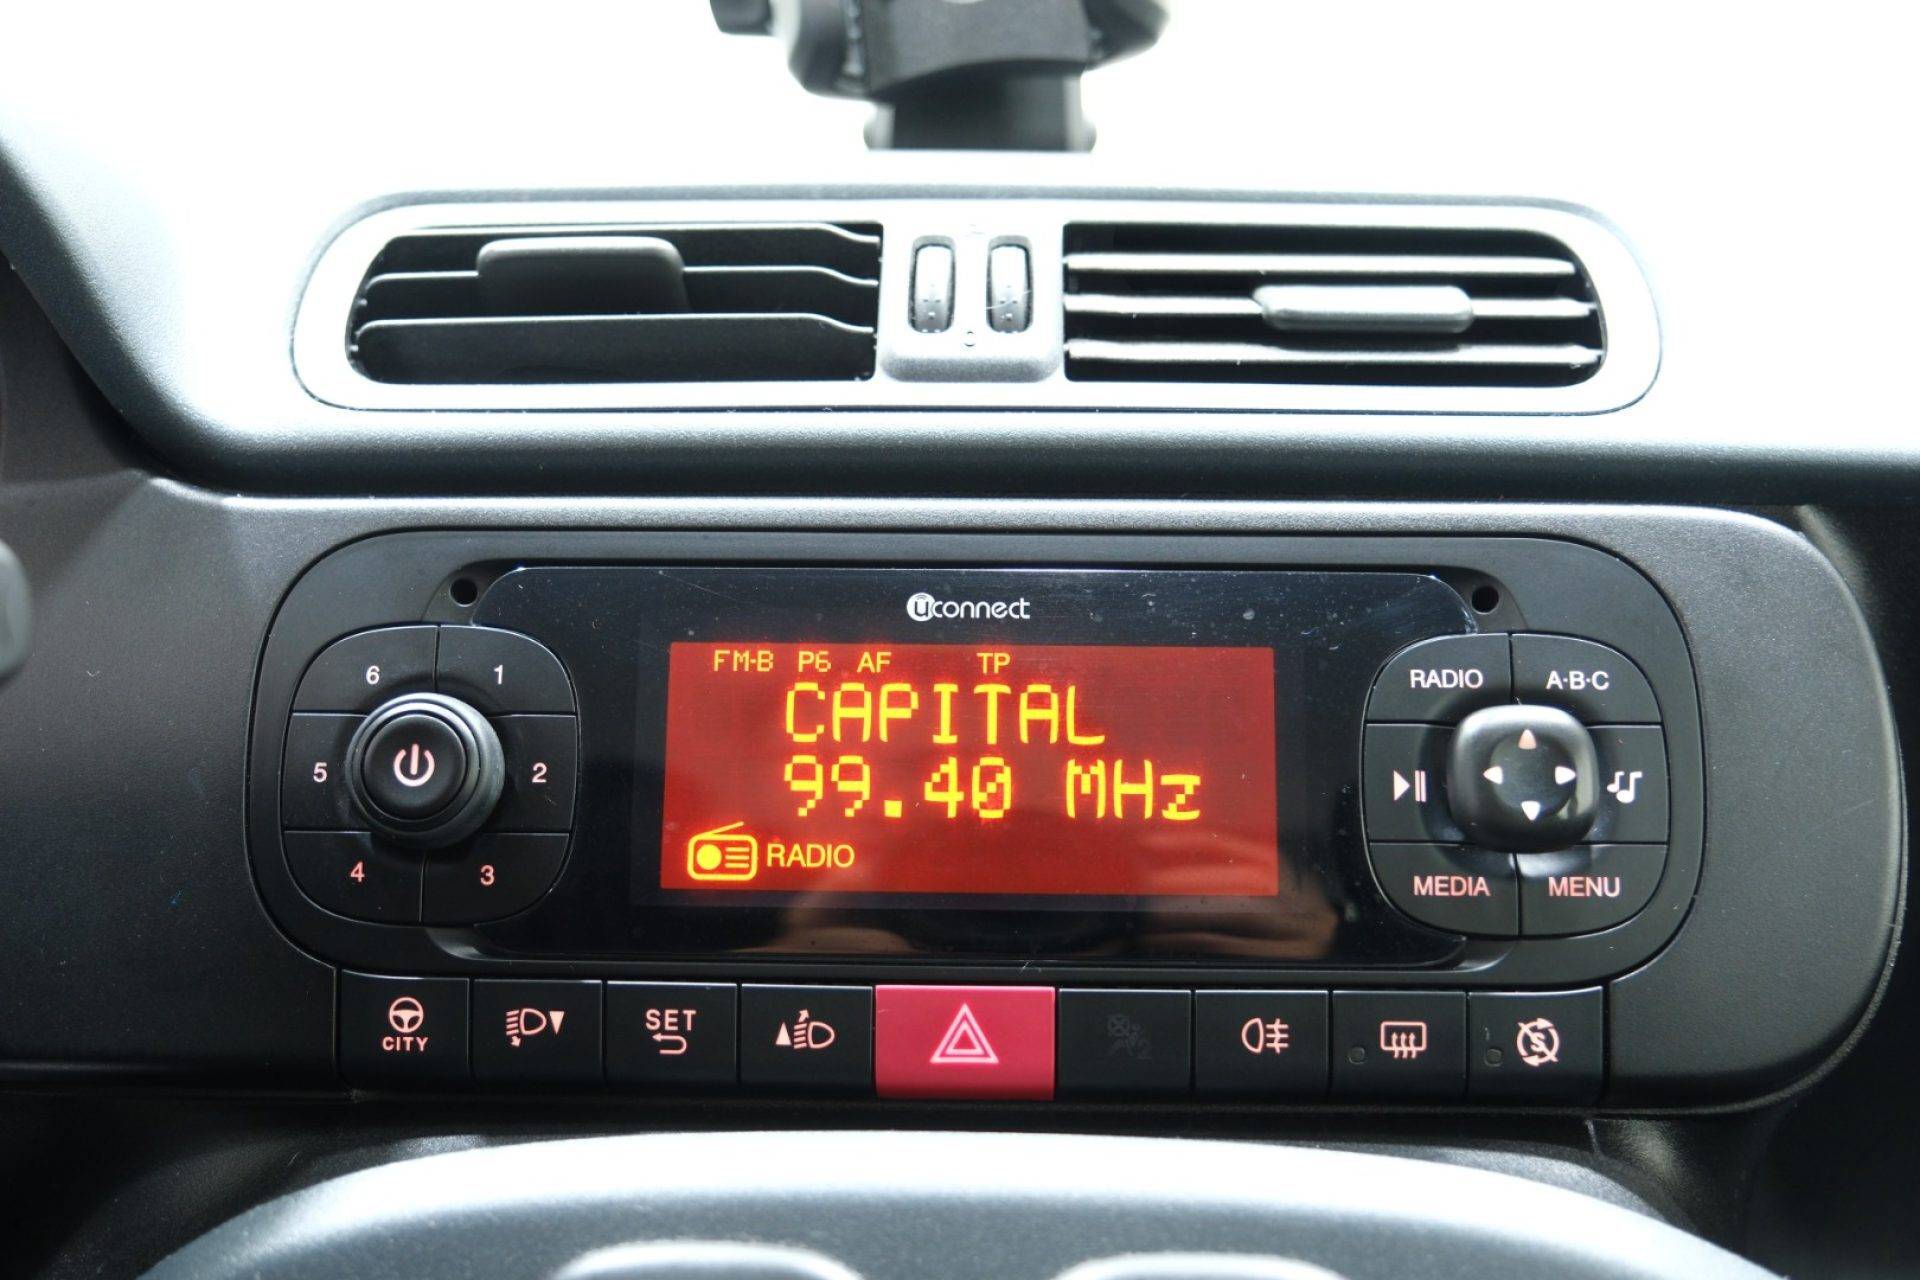 uconnect
FM-B P6 AF TP
CAPITAL
99.40 MHz
RADIO
6 1
5 2
4 3
RADIO A·B·C
MEDIA MENU
CITY
SET